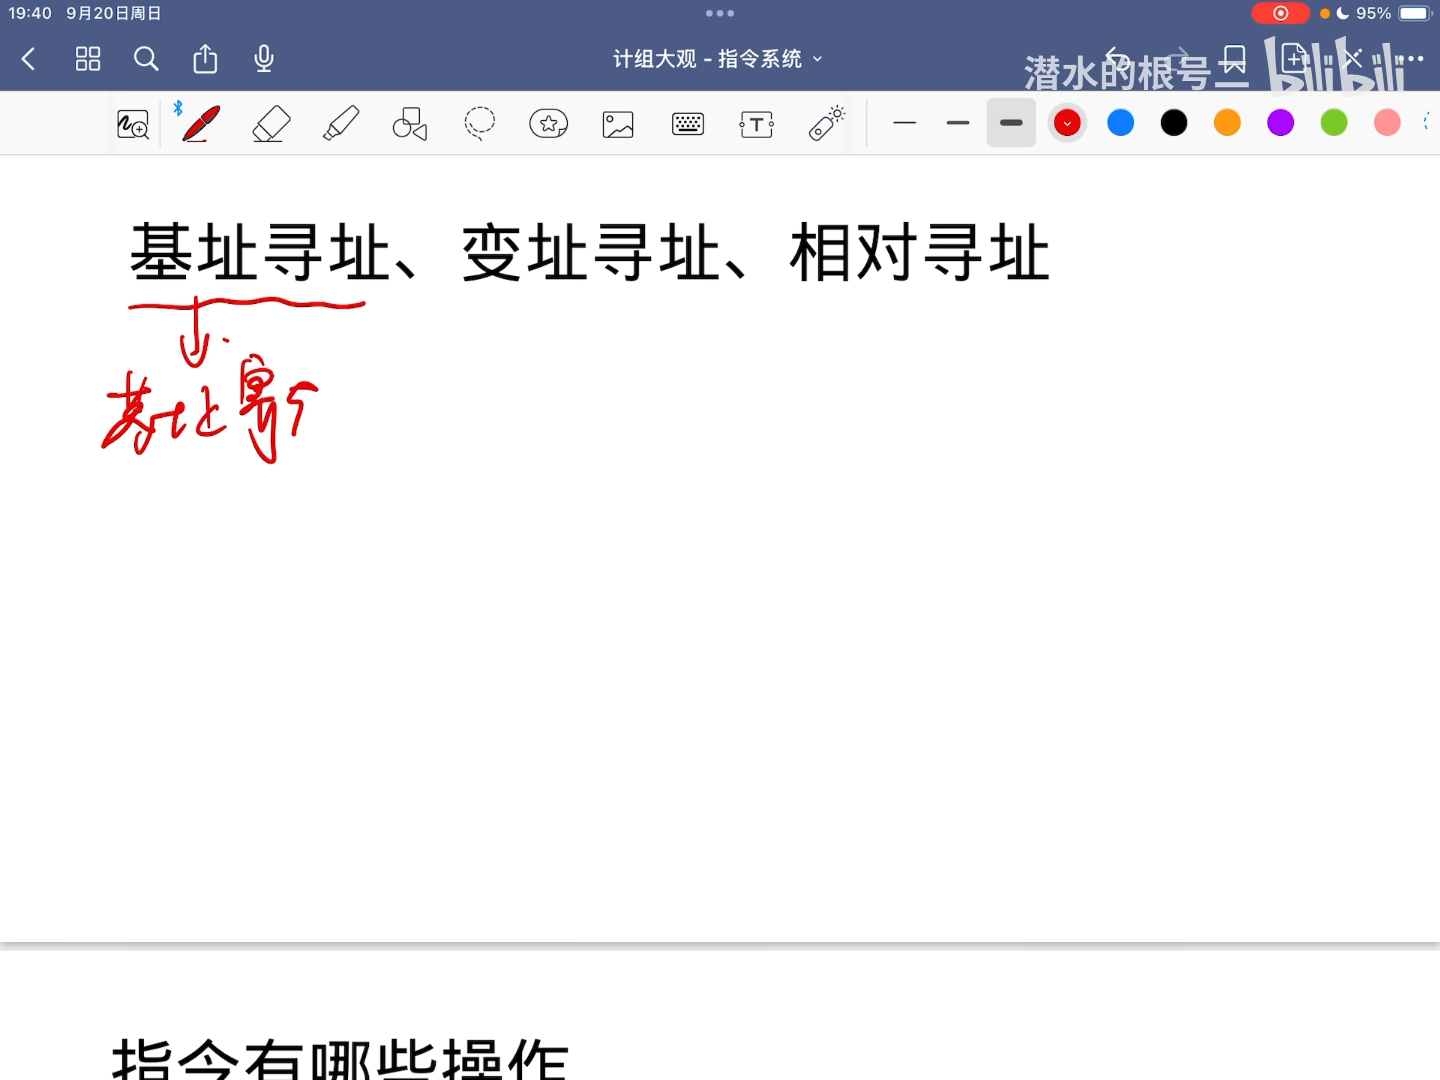 19:40 9月20日周日
95%
计组大观 - 指令系统
潜水的根号二 bilibili
T
基址寻址、变址寻址、相对寻址
基址寄
指令有哪些操作